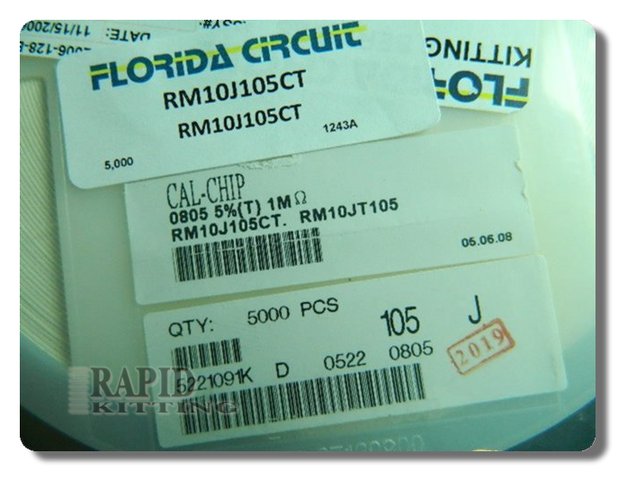 DATE: 11/15/200
FLORIDA CIRCUIT
RM10J105CT
RM10J105CT
5,000
1243A
KITTING
CAL-CHIP
0805 5%(T) 1MΩ
RM10J105CT. RM10JT105
05.06.08
QTY: 5000 PCS 105 J
5221091K D 0522 0805
2019
RAPID
KITTING